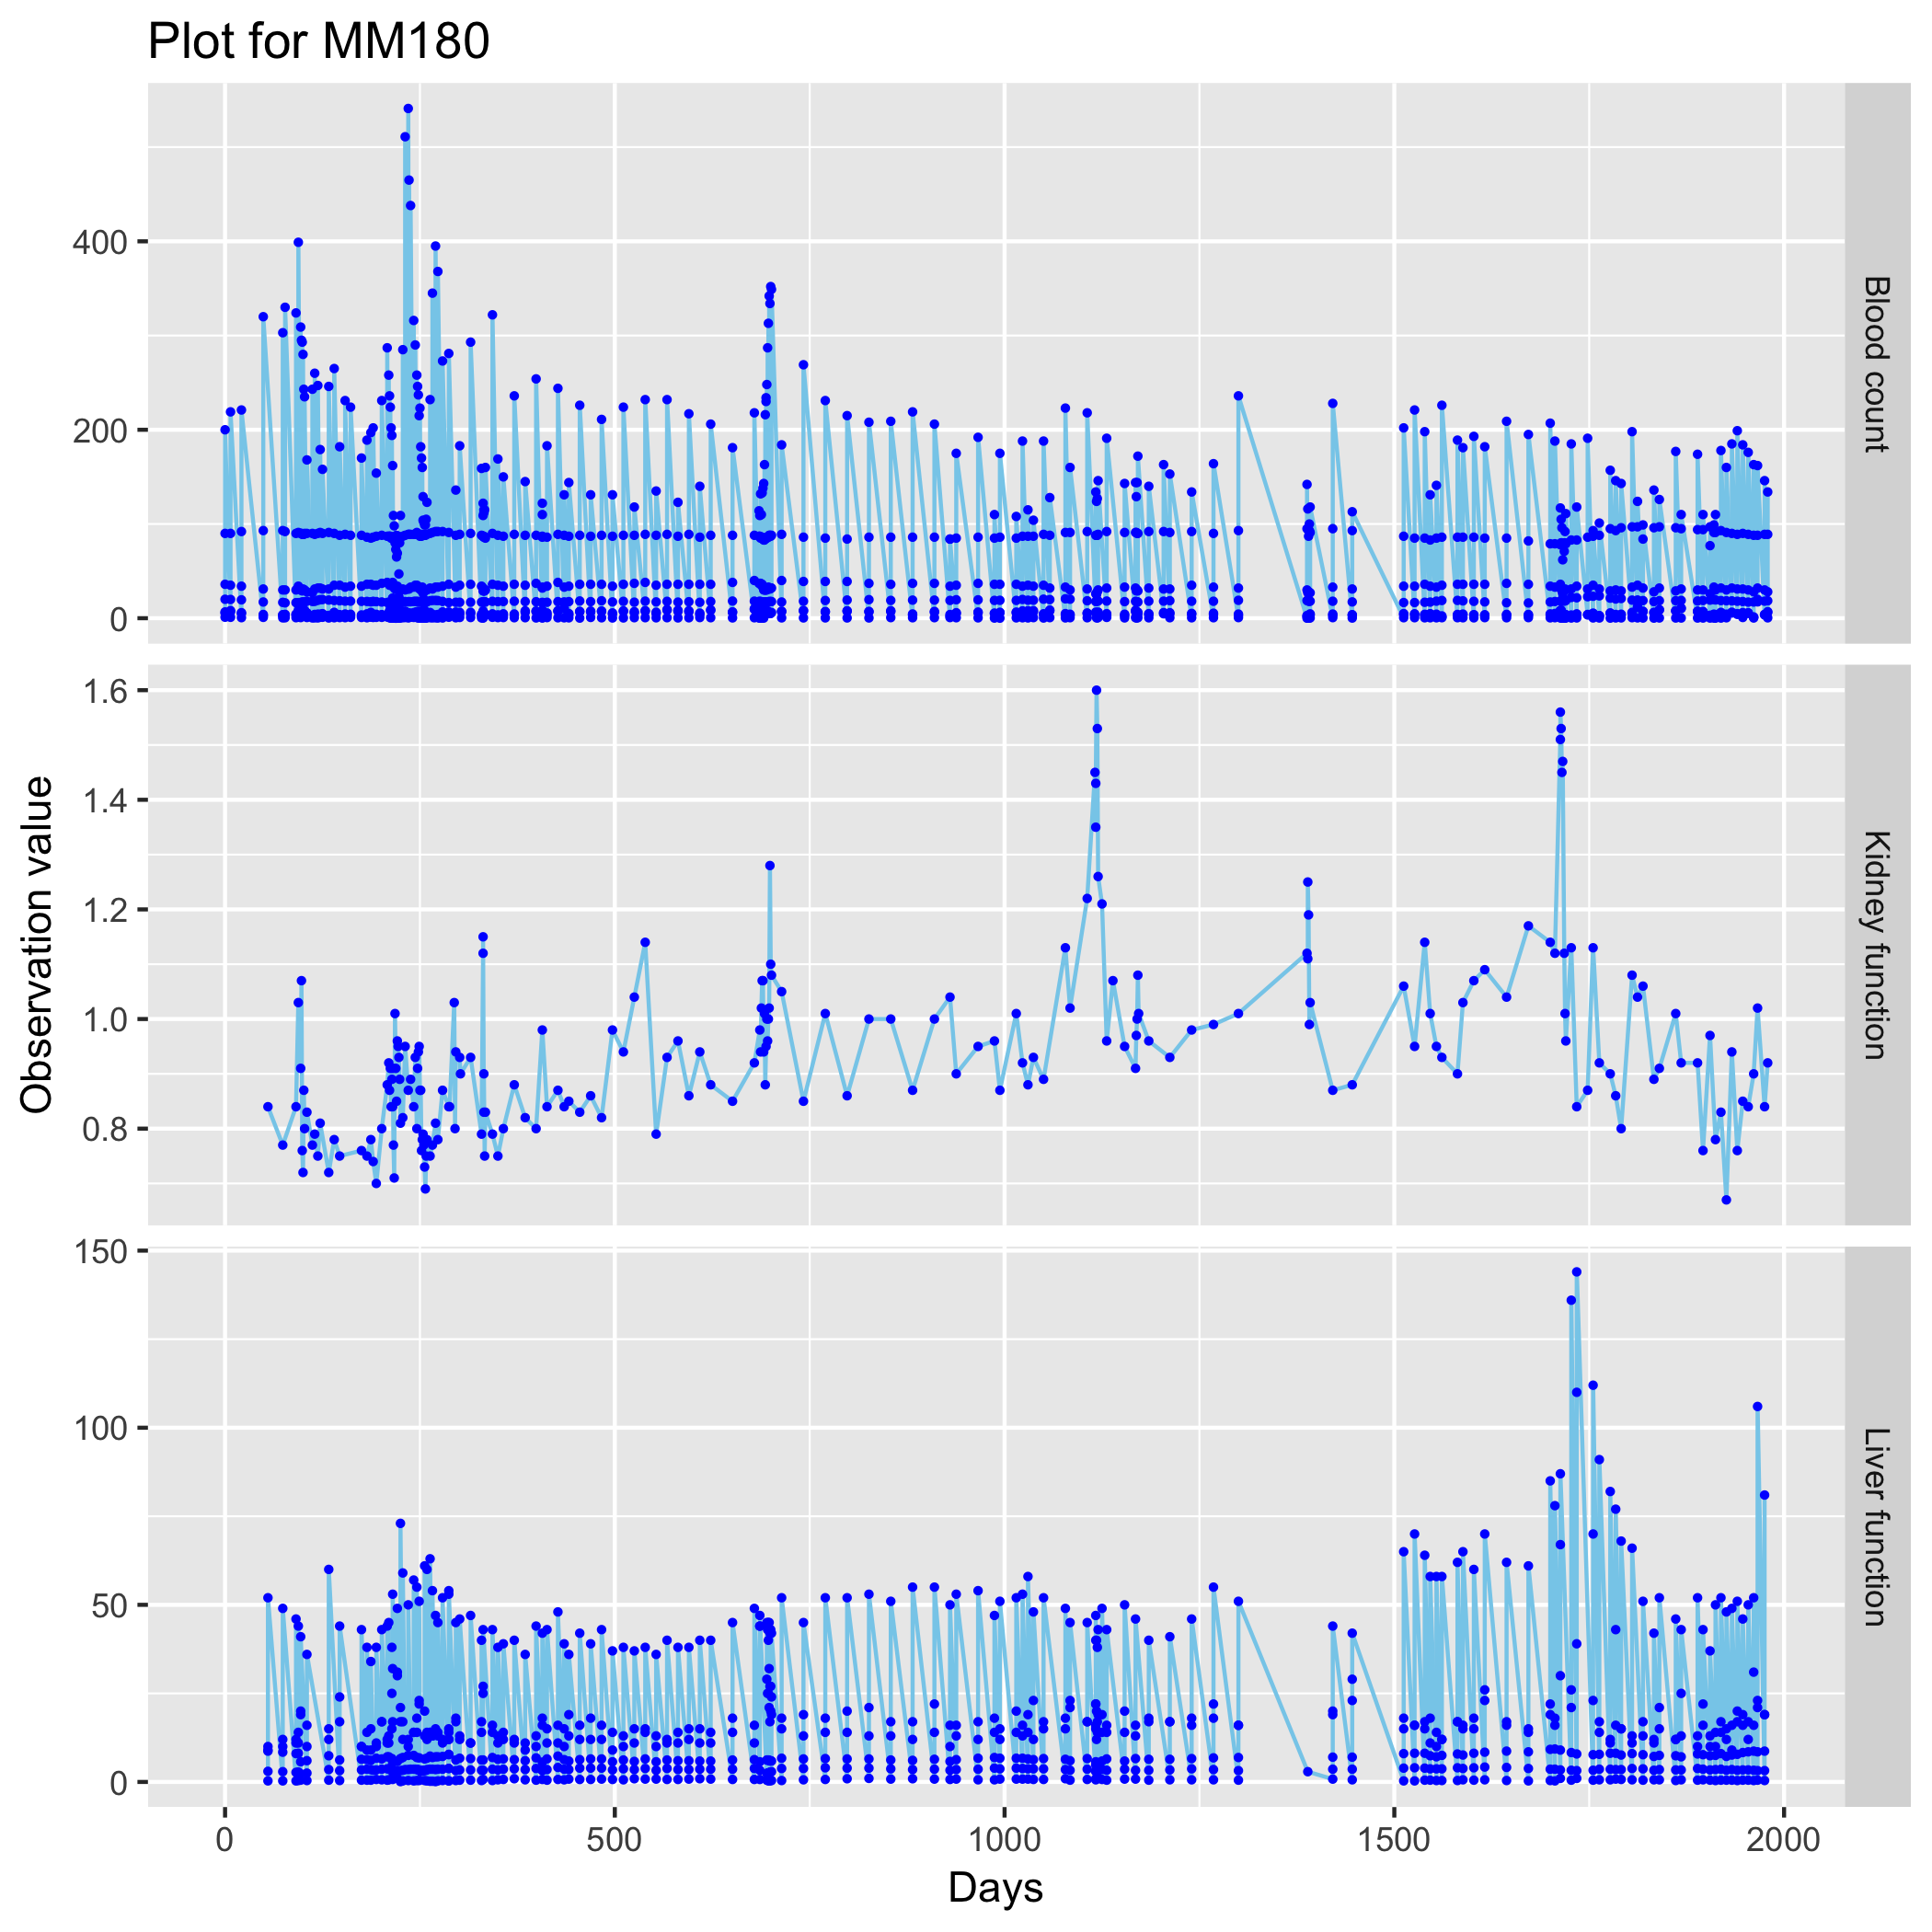 Plot for MM180
400
200
0
Blood count
1.6
1.4
1.2
1.0
0.8
Kidney function
150
100
50
0
Liver function
Observation value
0 500 1000 1500 2000
Days